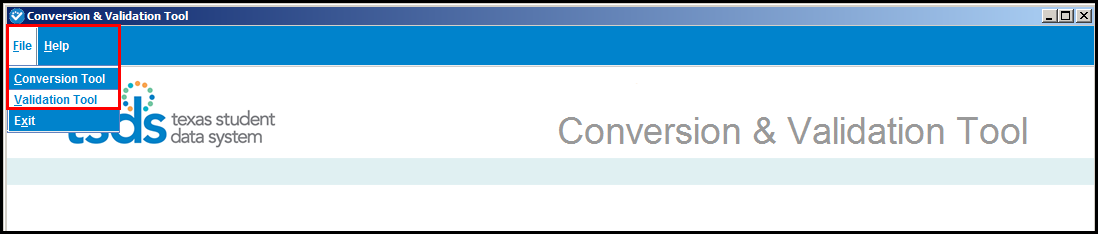 Conversion & Validation Tool
File Help
Conversion Tool
Validation Tool
Exit
tsds texas student
data system
Conversion & Validation Tool